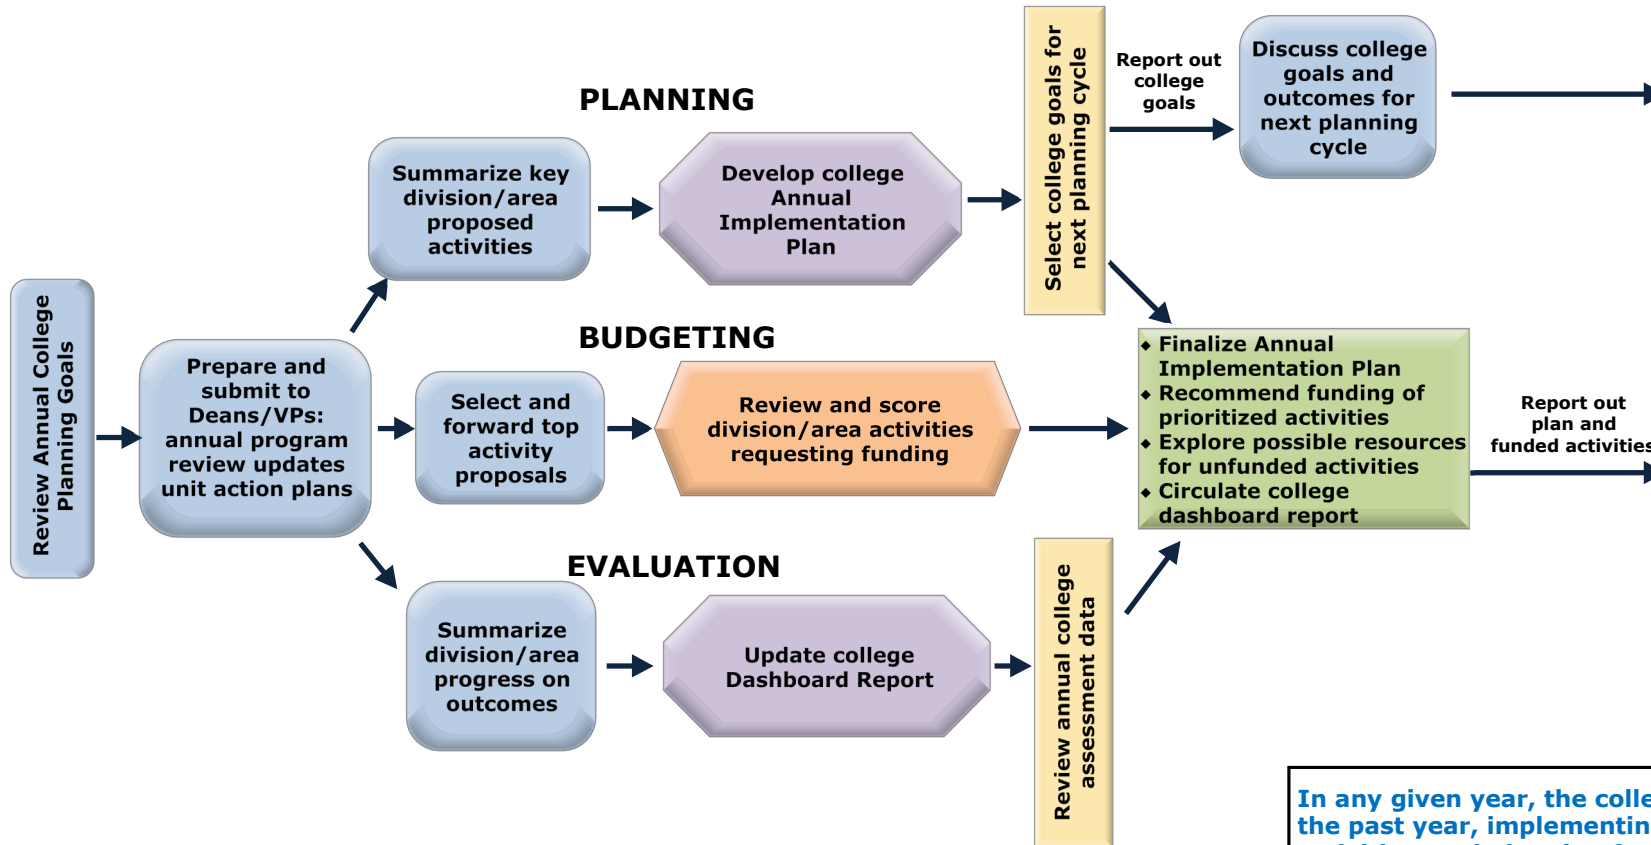 Review Annual College
Planning Goals
Prepare and
submit to
Deans/VPs:
annual program
review updates
unit action plans
PLANNING
Summarize key
division/area
proposed
activities
Develop college
Annual
Implementation
Plan
Select college goals for
next planning cycle
Report out
college
goals
Discuss college
goals and
outcomes for
next planning
cycle
BUDGETING
Select and
forward top
activity
proposals
Review and score
division/area activities
requesting funding
◆ Finalize Annual
Implementation Plan
◆ Recommend funding of
prioritized activities
◆ Explore possible resources
for unfunded activities
◆ Circulate college
dashboard report
Report out
plan and
funded activities
EVALUATION
Summarize
division/area
progress on
outcomes
Update college
Dashboard Report
Review annual college
assessment data
In any given year, the colle
the past year, implementin